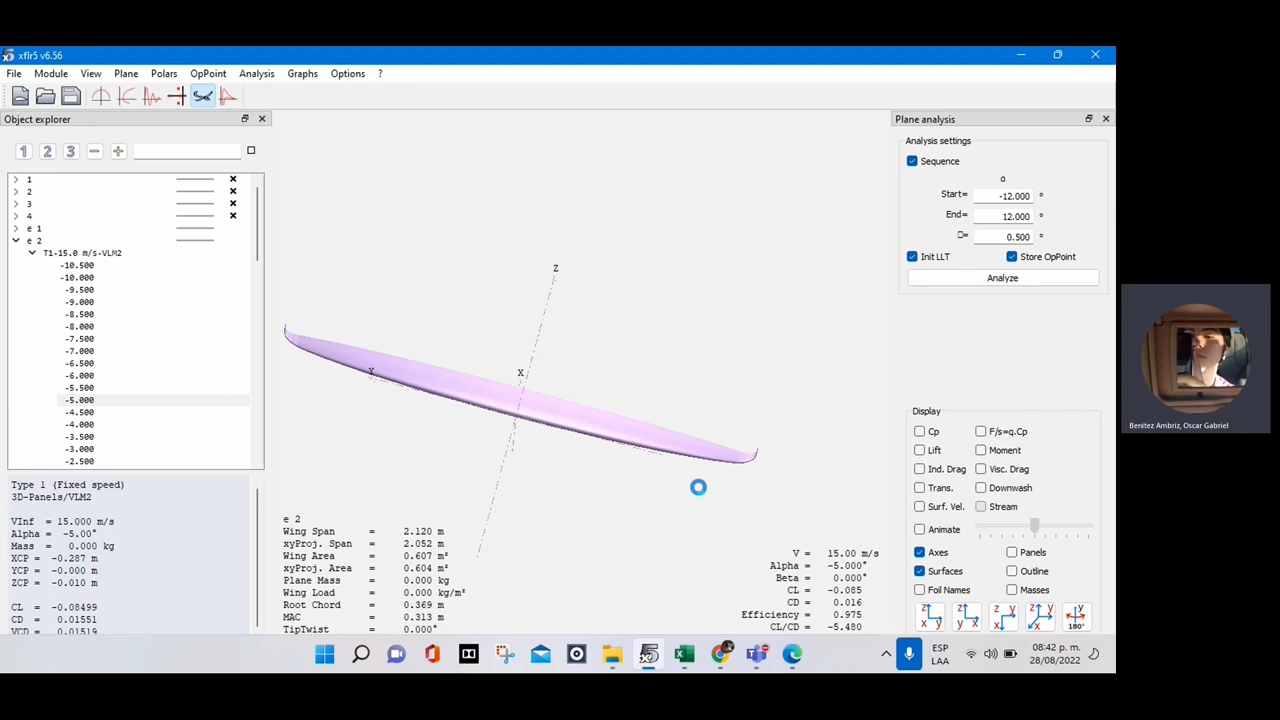 xflr5 v6.56
File Module View Plane Polars OpPoint Analysis Graphs Options ?
Object explorer
1 2 3
1
2
3
4
e 1
e 2
T1-15.0 m/s-VLM2
-10.500
-10.000
-9.500
-9.000
-8.500
-8.000
-7.500
-7.000
-6.500
-6.000
-5.500
-5.000
-4.500
-4.000
-3.500
-3.000
-2.500
Type 1 (Fixed speed)
3D-Panels/VLM2
VInf = 15.000 m/s
Alpha = -5.00°
Mass = 0.000 kg
XCP = -0.287 m
YCP = -0.000 m
ZCP = -0.010 m
CL = -0.08499
CD = 0.01551
VCD = 0.01519
Z
X
Y
e 2
Wing Span = 2.120 m
xyProj. Span = 2.052 m
Wing Area = 0.607 m²
xyProj. Area = 0.604 m²
Plane Mass = 0.000 kg
Wing Load = 0.000 kg/m²
Root Chord = 0.369 m
MAC = 0.313 m
TipTwist = 0.000°
V = 15.00 m/s
Alpha = -5.000°
Beta = 0.000°
CL = -0.085
CD = 0.016
Efficiency = 0.975
CL/CD = -5.480
Plane analysis
Analysis settings
Sequence
α
Start= -12.000 °
End= 12.000 °
□= 0.500 °
Init LLT Store OpPoint
Analyze
Display
Cp F/s=q.Cp
Lift Moment
Ind. Drag Visc. Drag
Trans. Downwash
Surf. Vel. Stream
Animate
Axes Panels
Surfaces Outline
Foil Names Masses
z x y
z y x
z y x
z y x
y 180°
Benitez Ambriz, Oscar Gabriel
ESP
LAA
08:42 p. m.
28/08/2022